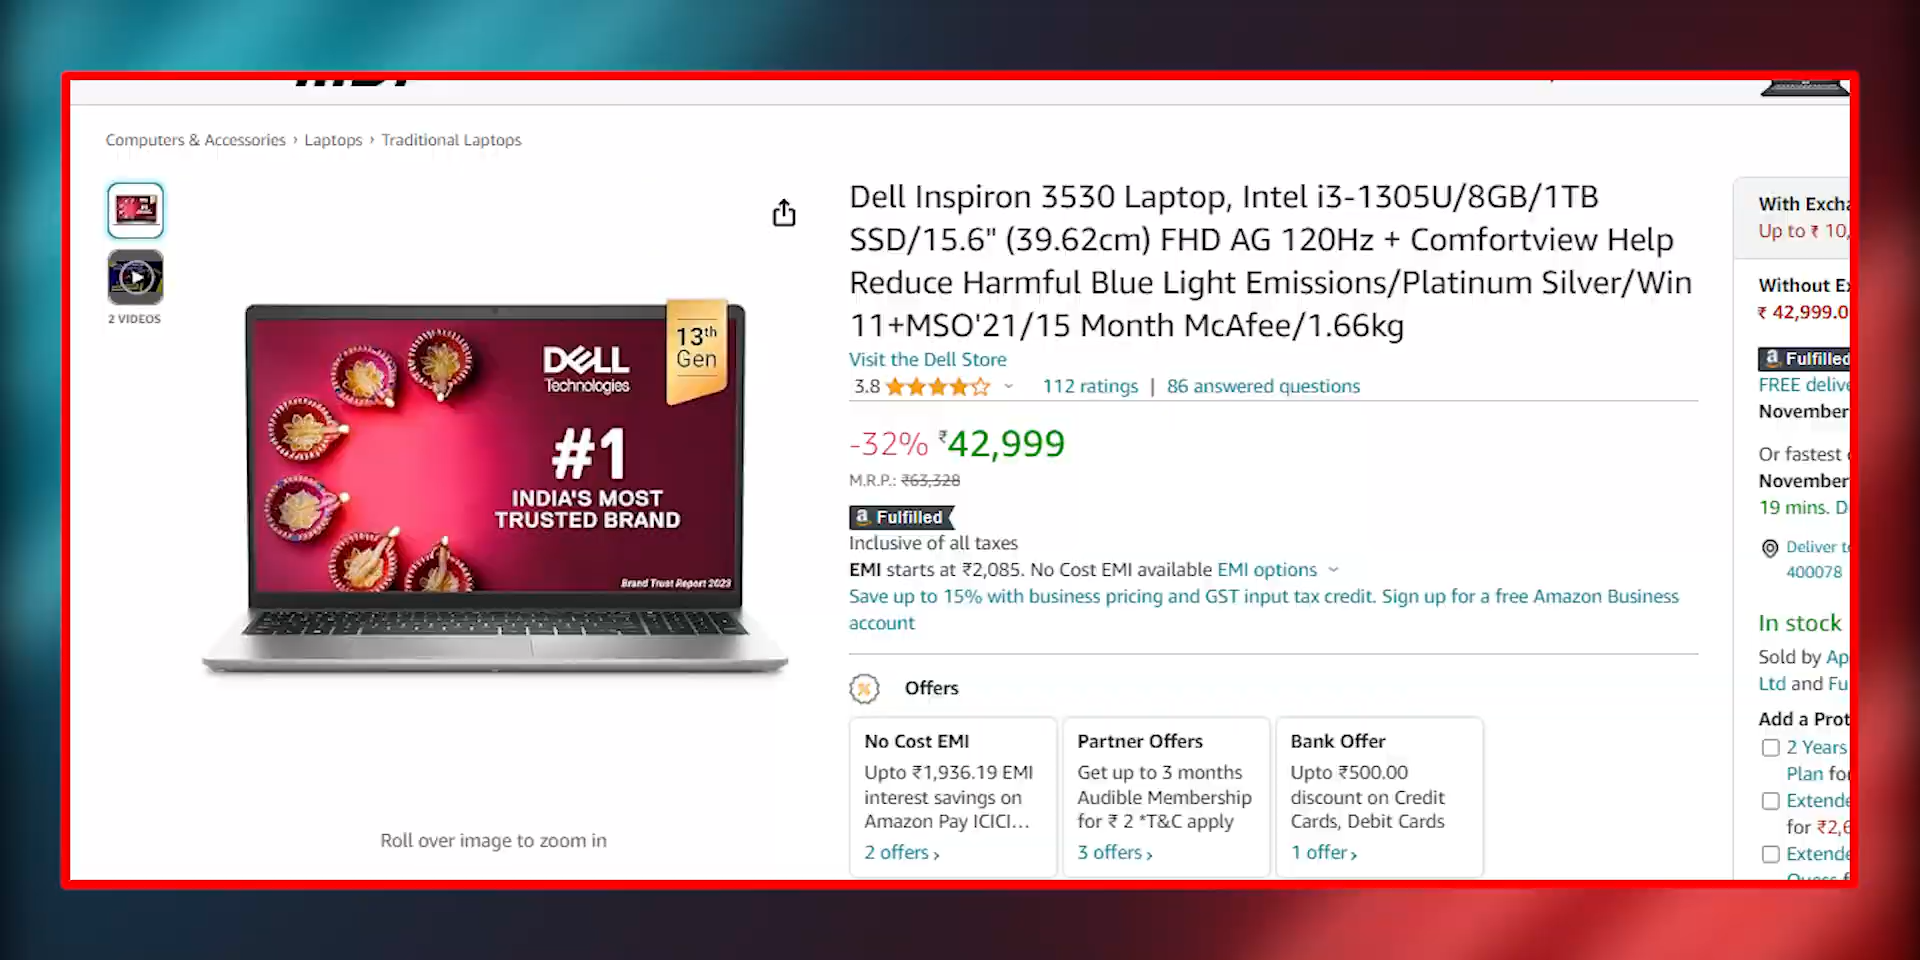 Computers & Accessories › Laptops › Traditional Laptops
2 VIDEOS
13th
Gen
DELL
Technologies
#1
INDIA'S MOST
TRUSTED BRAND
Brand Trust Report 2023
Roll over image to zoom in
Dell Inspiron 3530 Laptop, Intel i3-1305U/8GB/1TB
SSD/15.6" (39.62cm) FHD AG 120Hz + Comfortview Help
Reduce Harmful Blue Light Emissions/Platinum Silver/Win
11+MSO'21/15 Month McAfee/1.66kg
Visit the Dell Store
3.8 112 ratings | 86 answered questions
-32% ₹42,999
M.R.P.: ₹63,328
a Fulfilled
Inclusive of all taxes
EMI starts at ₹2,085. No Cost EMI available EMI options
Save up to 15% with business pricing and GST input tax credit. Sign up for a free Amazon Business
account
Offers
No Cost EMI
Upto ₹1,936.19 EMI
interest savings on
Amazon Pay ICICI...
2 offers ›
Partner Offers
Get up to 3 months
Audible Membership
for ₹ 2 *T&C apply
3 offers ›
Bank Offer
Upto ₹500.00
discount on Credit
Cards, Debit Cards
1 offer ›
With Excha
Up to ₹ 10,
Without Ex
₹ 42,999.0
a Fulfilled
FREE delive
November
Or fastest
November
19 mins. D
Deliver t
400078
In stock
Sold by Ap
Ltd and Fu
Add a Prot
2 Years
Plan fo
Extende
for ₹2,6
Extende